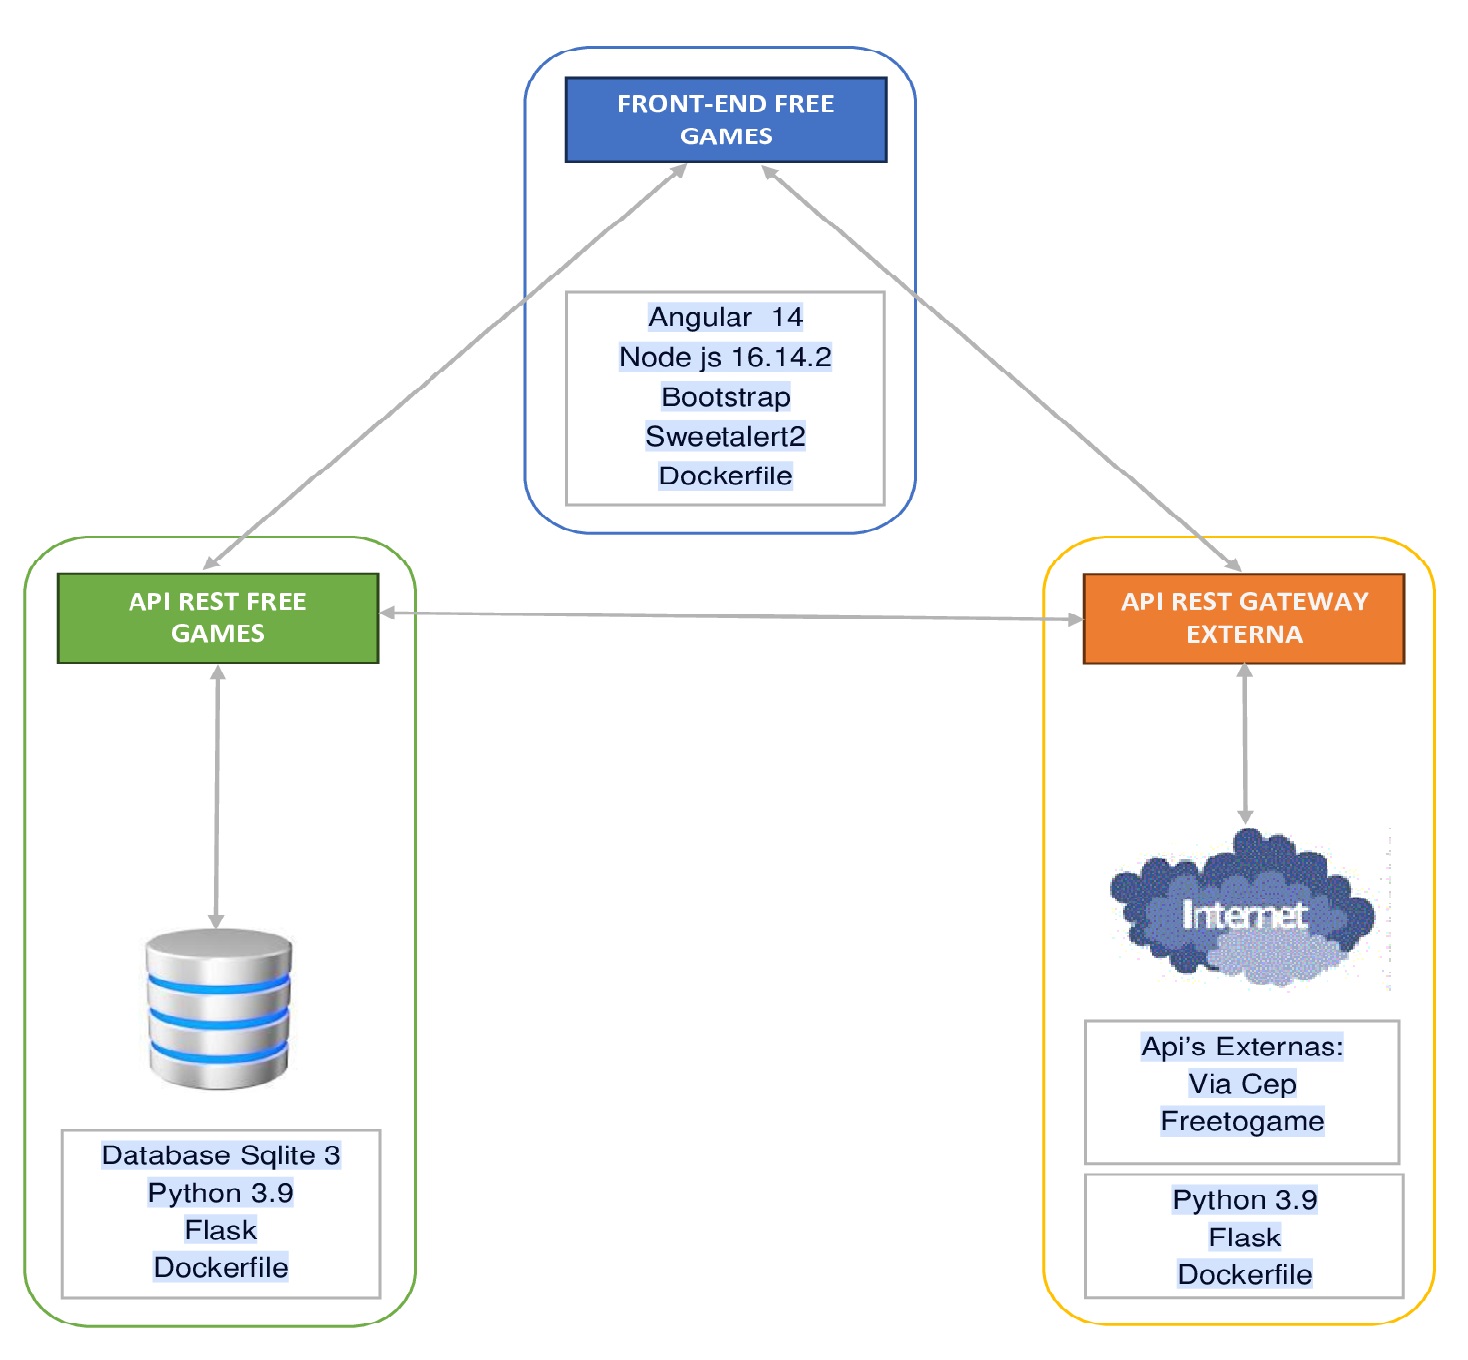 FRONT-END FREE
GAMES
Angular  14
Node js 16.14.2
Bootstrap
Sweetalert2
Dockerfile
API REST FREE
GAMES
API REST GATEWAY
EXTERNA
Internet
Database Sqlite 3
Python 3.9
Flask
Dockerfile
Api's Externas:
Via Cep
Freetogame
Python 3.9
Flask
Dockerfile